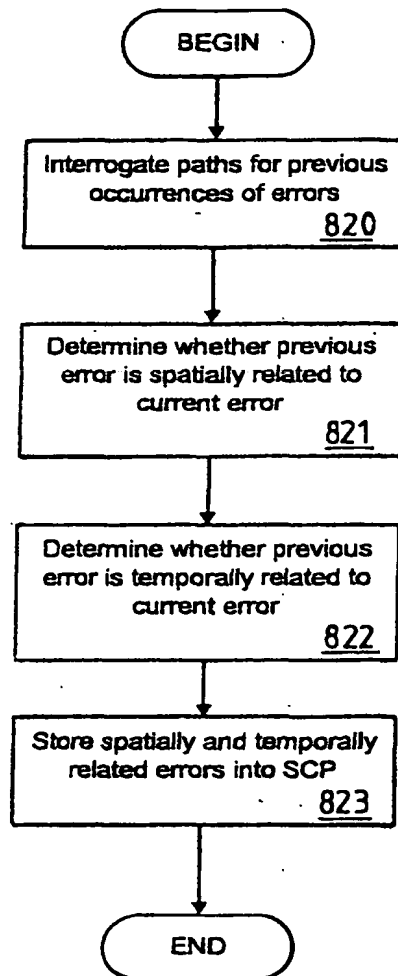 BEGIN
Interrogate paths for previous
occurrences of errors
820
Determine whether previous
error is spatially related to
current error
821
Determine whether previous
error is temporally related to
current error
822
Store spatially and temporally
related errors into SCP
823
END